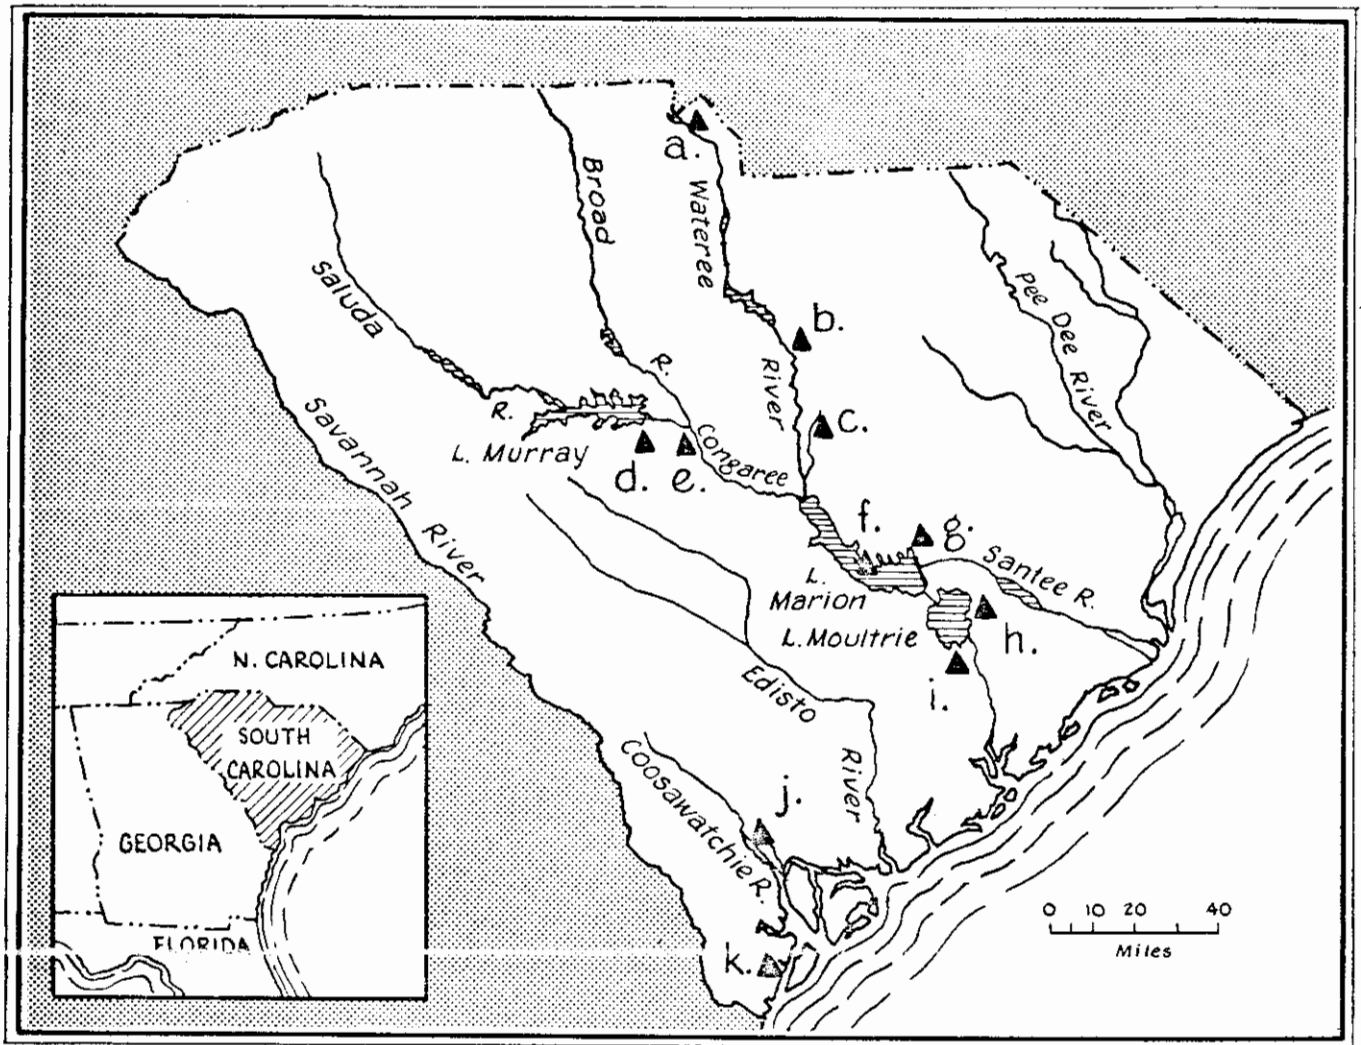 a.
Broad
Wateree
Saluda
Pee Dee River
b.
R.
River
R.
c.
Congaree
L. Murray
d.
e.
Savannah River
f.
g.
Santee R.
L.
Marion
L. Moultrie
h.
i.
Edisto
River
Coosawatchie R.
j.
k.
N. CAROLINA
SOUTH
CAROLINA
GEORGIA
FLORIDA
0 10 20 40
Miles